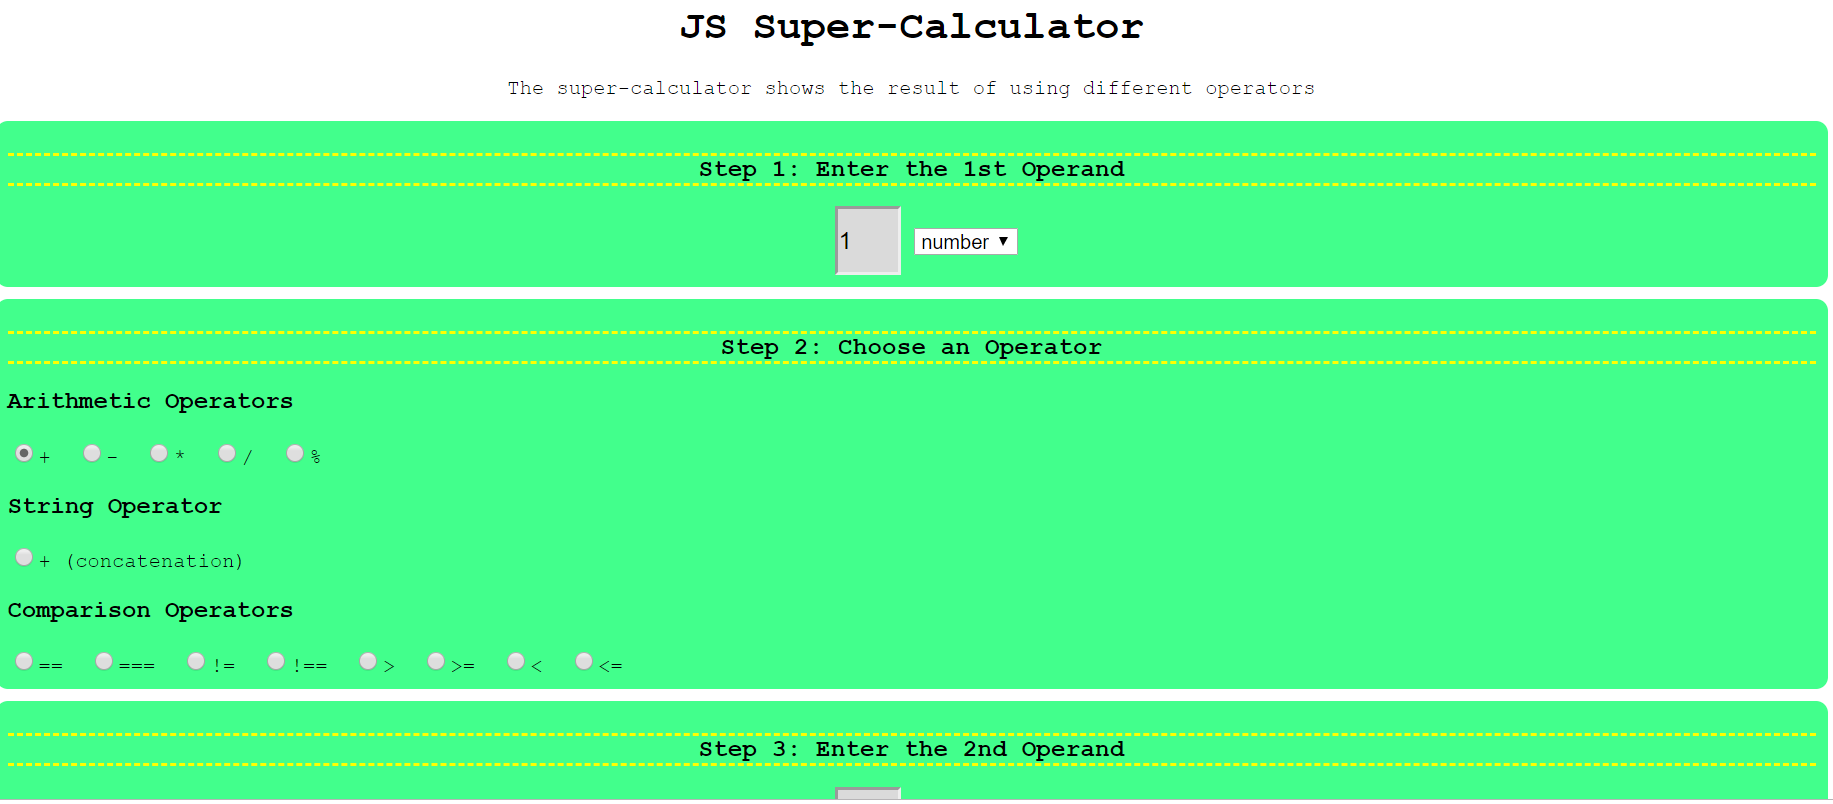 JS Super-Calculator
The super-calculator shows the result of using different operators
Step 1: Enter the 1st Operand
1 number
Step 2: Choose an Operator
Arithmetic Operators
+ - * / %
String Operator
+ (concatenation)
Comparison Operators
== === != !== > >= < <=
Step 3: Enter the 2nd Operand